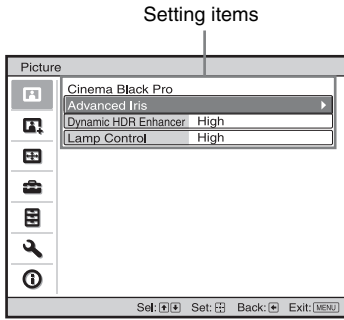 Setting items
Picture
Cinema Black Pro
Advanced Iris
Dynamic HDR Enhancer High
Lamp Control High
Sel: Set: Back: Exit: MENU